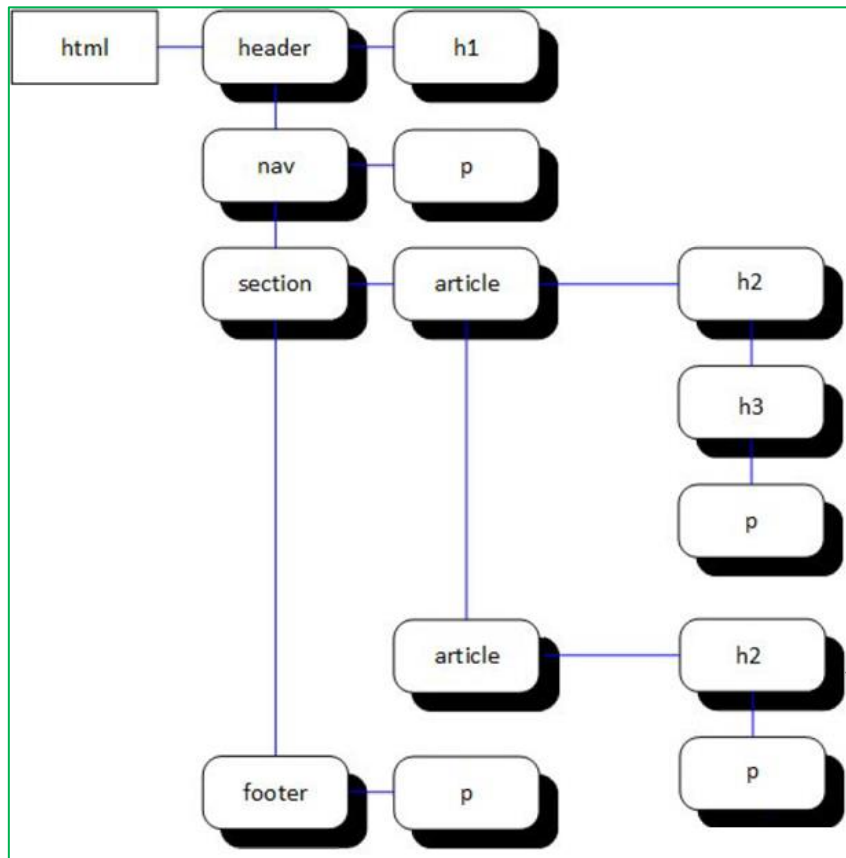 html
header
h1
nav
p
section
article
h2
h3
p
article
h2
p
footer
p